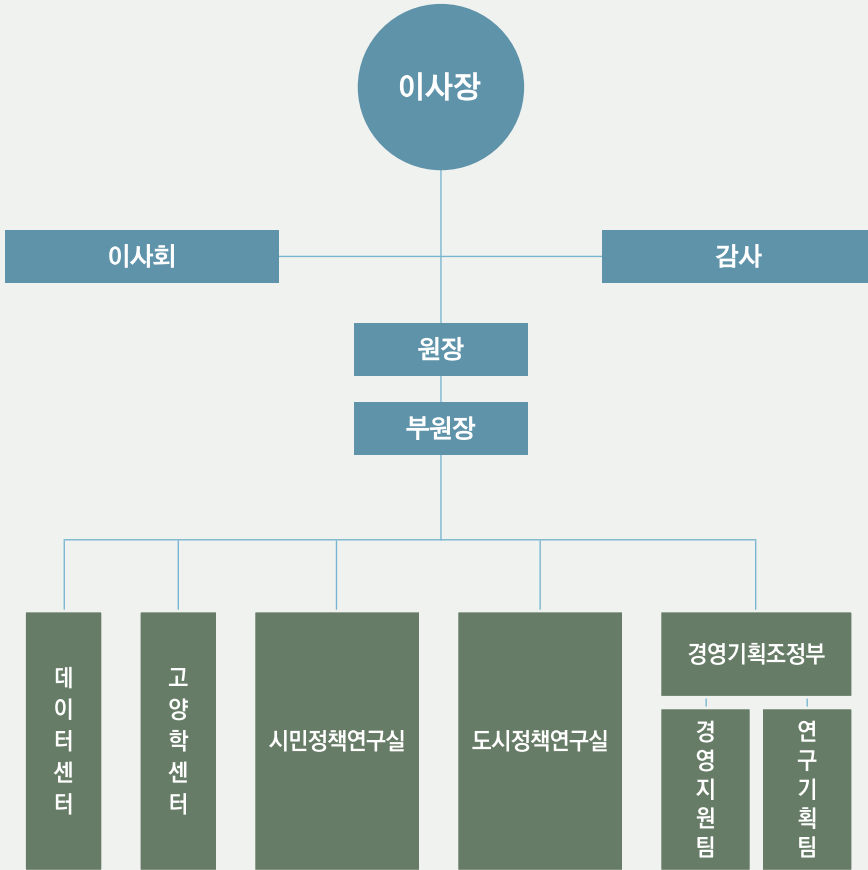 이사장
이사회
감사
원장
부원장
데이터센터
고양학센터
시민정책연구실
도시정책연구실
경영기획조정부
경영지원팀
연구기획팀